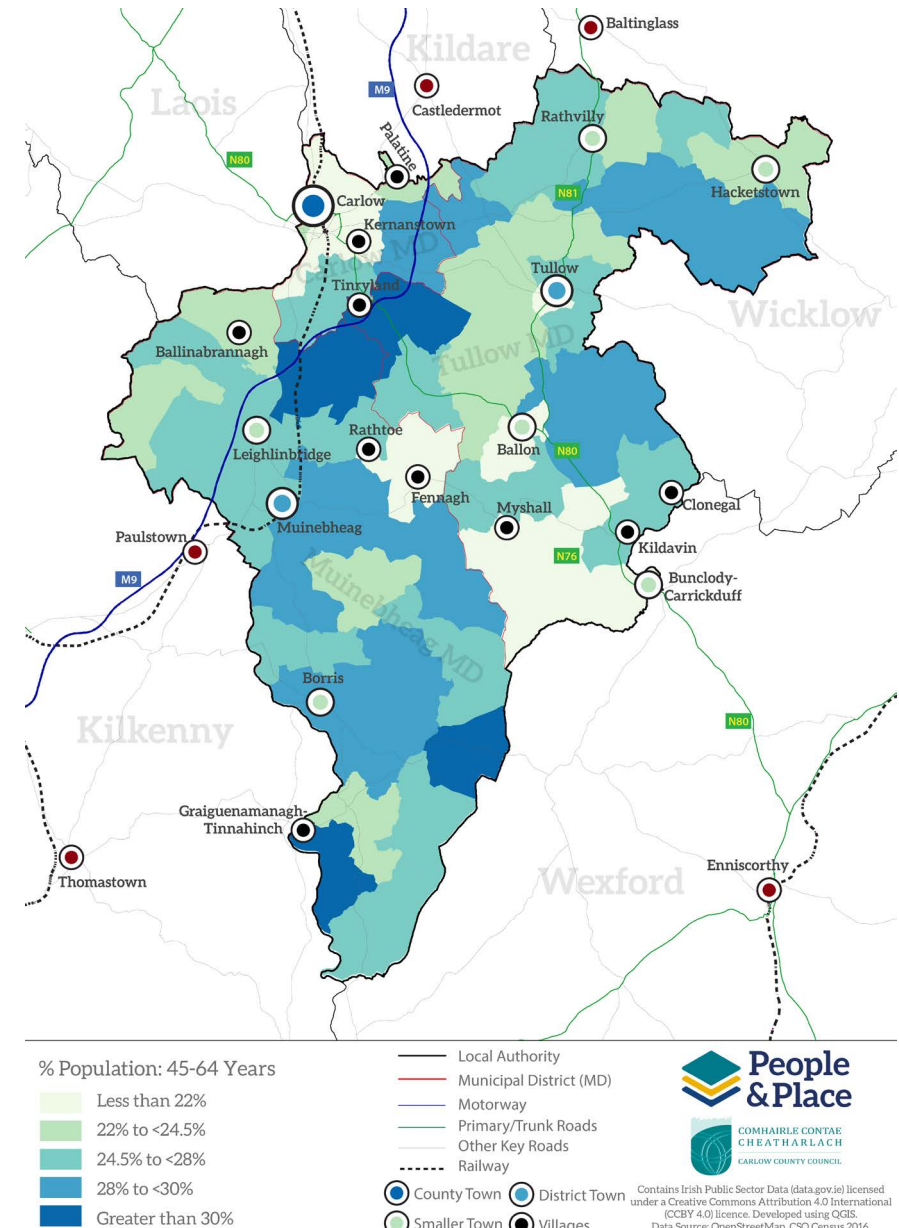 Baltinglass
Kildare
M9
Castledermot
Laois
Rathvilly
Palatine
N80
Hacketstown
N81
Carlow
Kernanstown
Carlow MD
Tullow
Tinryland
Wicklow
Ballinabrannagh
Tullow MD
Rathtoe
Ballon
N80
Leighlinbridge
Fennagh
Clonegal
Myshall
Muinebheag
Paulstown
Kildavin
N76
M9
Bunclody-
Carrickduff
Muinebheag MD
Borris
N80
Kilkenny
Graiguenamanagh-
Tinnahinch
Enniscorthy
Thomastown
Wexford
% Population: 45-64 Years
Less than 22%
22% to <24.5%
24.5% to <28%
28% to <30%
Greater than 30%
Local Authority
Municipal District (MD)
Motorway
Primary/Trunk Roads
Other Key Roads
Railway
County Town
District Town
Smaller Town
Villages
People
& Place
COMHAIRLE CONTAE
CHEATHARLACH
CARLOW COUNTY COUNCIL
Contains Irish Public Sector Data (data.gov.ie) licensed
under a Creative Commons Attribution 4.0 International
(CCBY 4.0) licence. Developed using QGIS.
Data Source: OpenStreetMap, CSO Census 2016